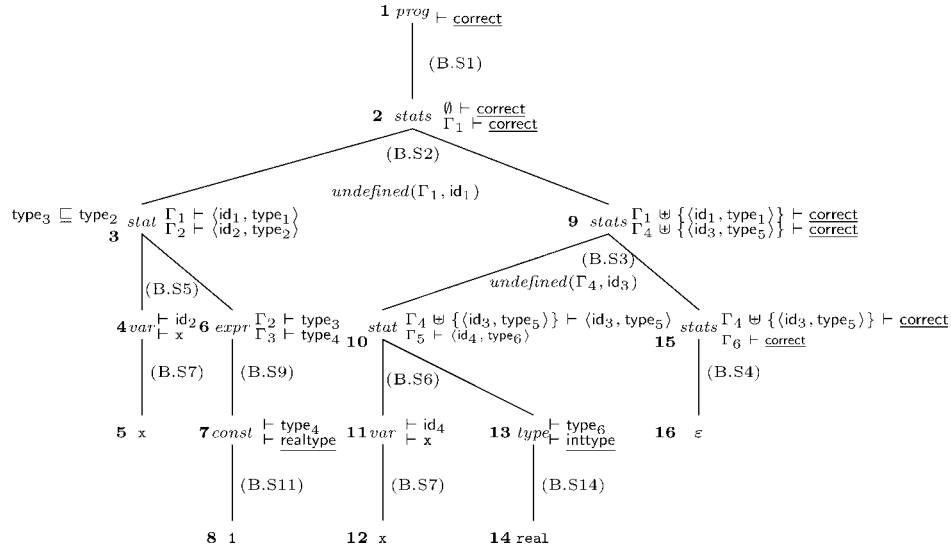 1 prog ⊢ correct
(B.S1)
2 stats ∅ ⊢ correct
Γ1 ⊢ correct
(B.S2)
undefined(Γ1, id1)
type3 ⊑ type2
3 stat Γ1 ⊢ ⟨id1, type1⟩
Γ2 ⊢ ⟨id2, type2⟩
9 stats Γ1 ⊎ {⟨id1, type1⟩} ⊢ correct
Γ4 ⊎ {⟨id3, type5⟩} ⊢ correct
(B.S5)
(B.S3)
undefined(Γ4, id3)
4 var ⊢ id2
⊢ x
6 expr Γ2 ⊢ type3
Γ3 ⊢ type4
10 stat Γ4 ⊎ {⟨id3, type5⟩} ⊢ ⟨id3, type5⟩
Γ5 ⊢ ⟨id4, type6⟩
15 stats Γ4 ⊎ {⟨id3, type5⟩} ⊢ correct
Γ6 ⊢ correct
(B.S7)
(B.S9)
(B.S6)
(B.S4)
5 x
7 const ⊢ type4
⊢ realtype
11 var ⊢ id4
⊢ x
13 type ⊢ type6
⊢ inttype
16 ε
(B.S11)
(B.S7)
(B.S14)
8 1
12 x
14 real